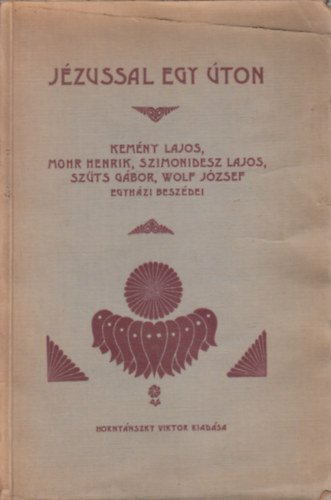 JÉZUSSAL EGY ÚTON
KEMÉNY LAJOS,
MOHR HENRIK, SZIMONIDESZ LAJOS,
SZŰTS GÁBOR, WOLF JÓZSEF
EGYHÁZI BESZÉDEI
HORNYÁNSZKY VIKTOR KIADÁSA